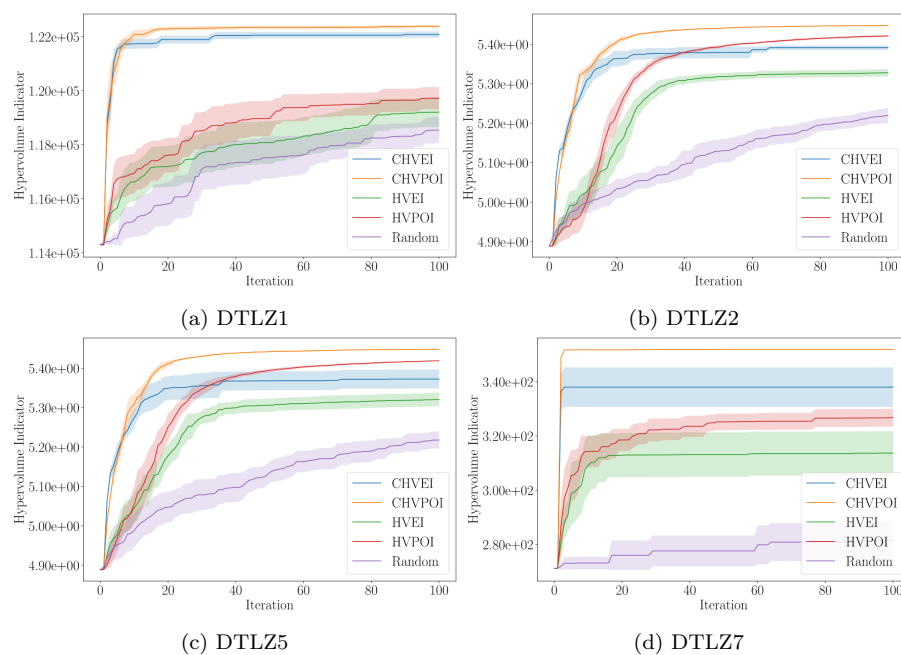 1.22e+05
1.20e+05
1.18e+05
1.16e+05
1.14e+05
Hypervolume Indicator
CHVEI
CHVPOI
HVEI
HVPOI
Random
0 20 40 60 80 100
Iteration
(a) DTLZ1
5.40e+00
5.30e+00
5.20e+00
5.10e+00
5.00e+00
4.90e+00
Hypervolume Indicator
CHVEI
CHVPOI
HVEI
HVPOI
Random
0 20 40 60 80 100
Iteration
(b) DTLZ2
5.40e+00
5.30e+00
5.20e+00
5.10e+00
5.00e+00
4.90e+00
Hypervolume Indicator
CHVEI
CHVPOI
HVEI
HVPOI
Random
0 20 40 60 80 100
Iteration
(c) DTLZ5
3.40e+02
3.20e+02
3.00e+02
2.80e+02
Hypervolume Indicator
CHVEI
CHVPOI
HVEI
HVPOI
Random
0 20 40 60 80 100
Iteration
(d) DTLZ7